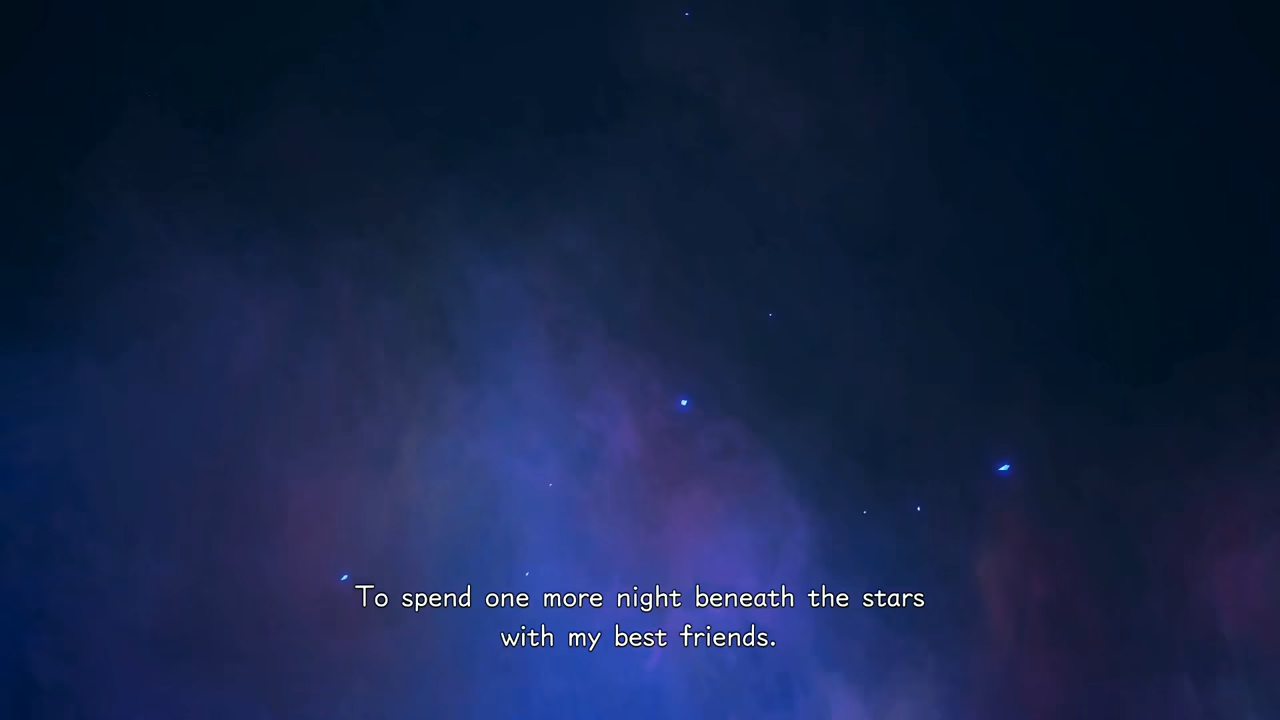 To spend one more night beneath the stars
with my best friends.